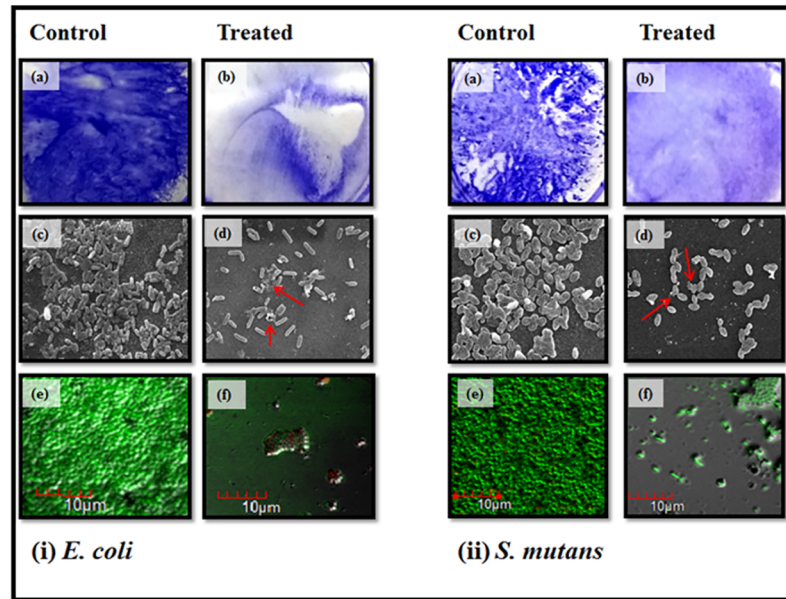 Control Treated Control Treated
(a) (b) (a) (b)
(c) (d) (c) (d)
(e) (f) (e) (f)
10μm 10μm 10μm 10μm
(i) E. coli (ii) S. mutans